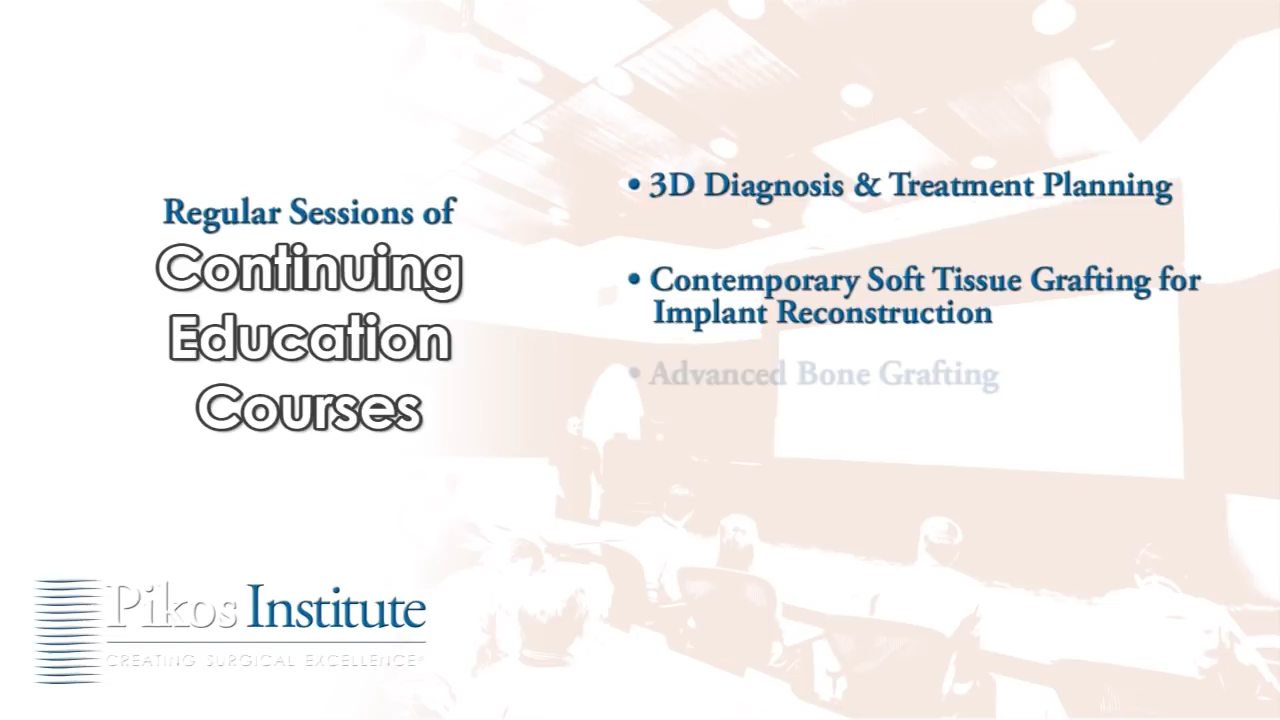 Regular Sessions of
Continuing
Education
Courses
• 3D Diagnosis & Treatment Planning
• Contemporary Soft Tissue Grafting for
Implant Reconstruction
• Advanced Bone Grafting
Pikos Institute
CREATING SURGICAL EXCELLENCE